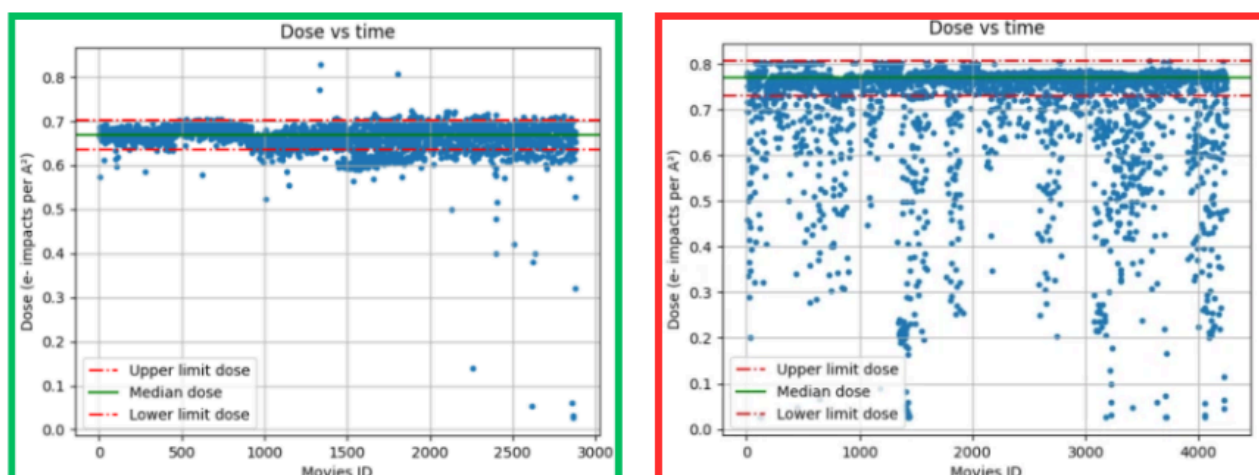 Dose vs time
Dose (e- impacts per A²)
0.8
0.7
0.6
0.5
0.4
0.3
0.2
0.1
0.0
Upper limit dose
Median dose
Lower limit dose
0 500 1000 1500 2000 2500 3000
Movies ID
Dose vs time
Dose (e- impacts per A²)
0.8
0.7
0.6
0.5
0.4
0.3
0.2
0.1
0.0
Upper limit dose
Median dose
Lower limit dose
0 1000 2000 3000 4000
Movies ID